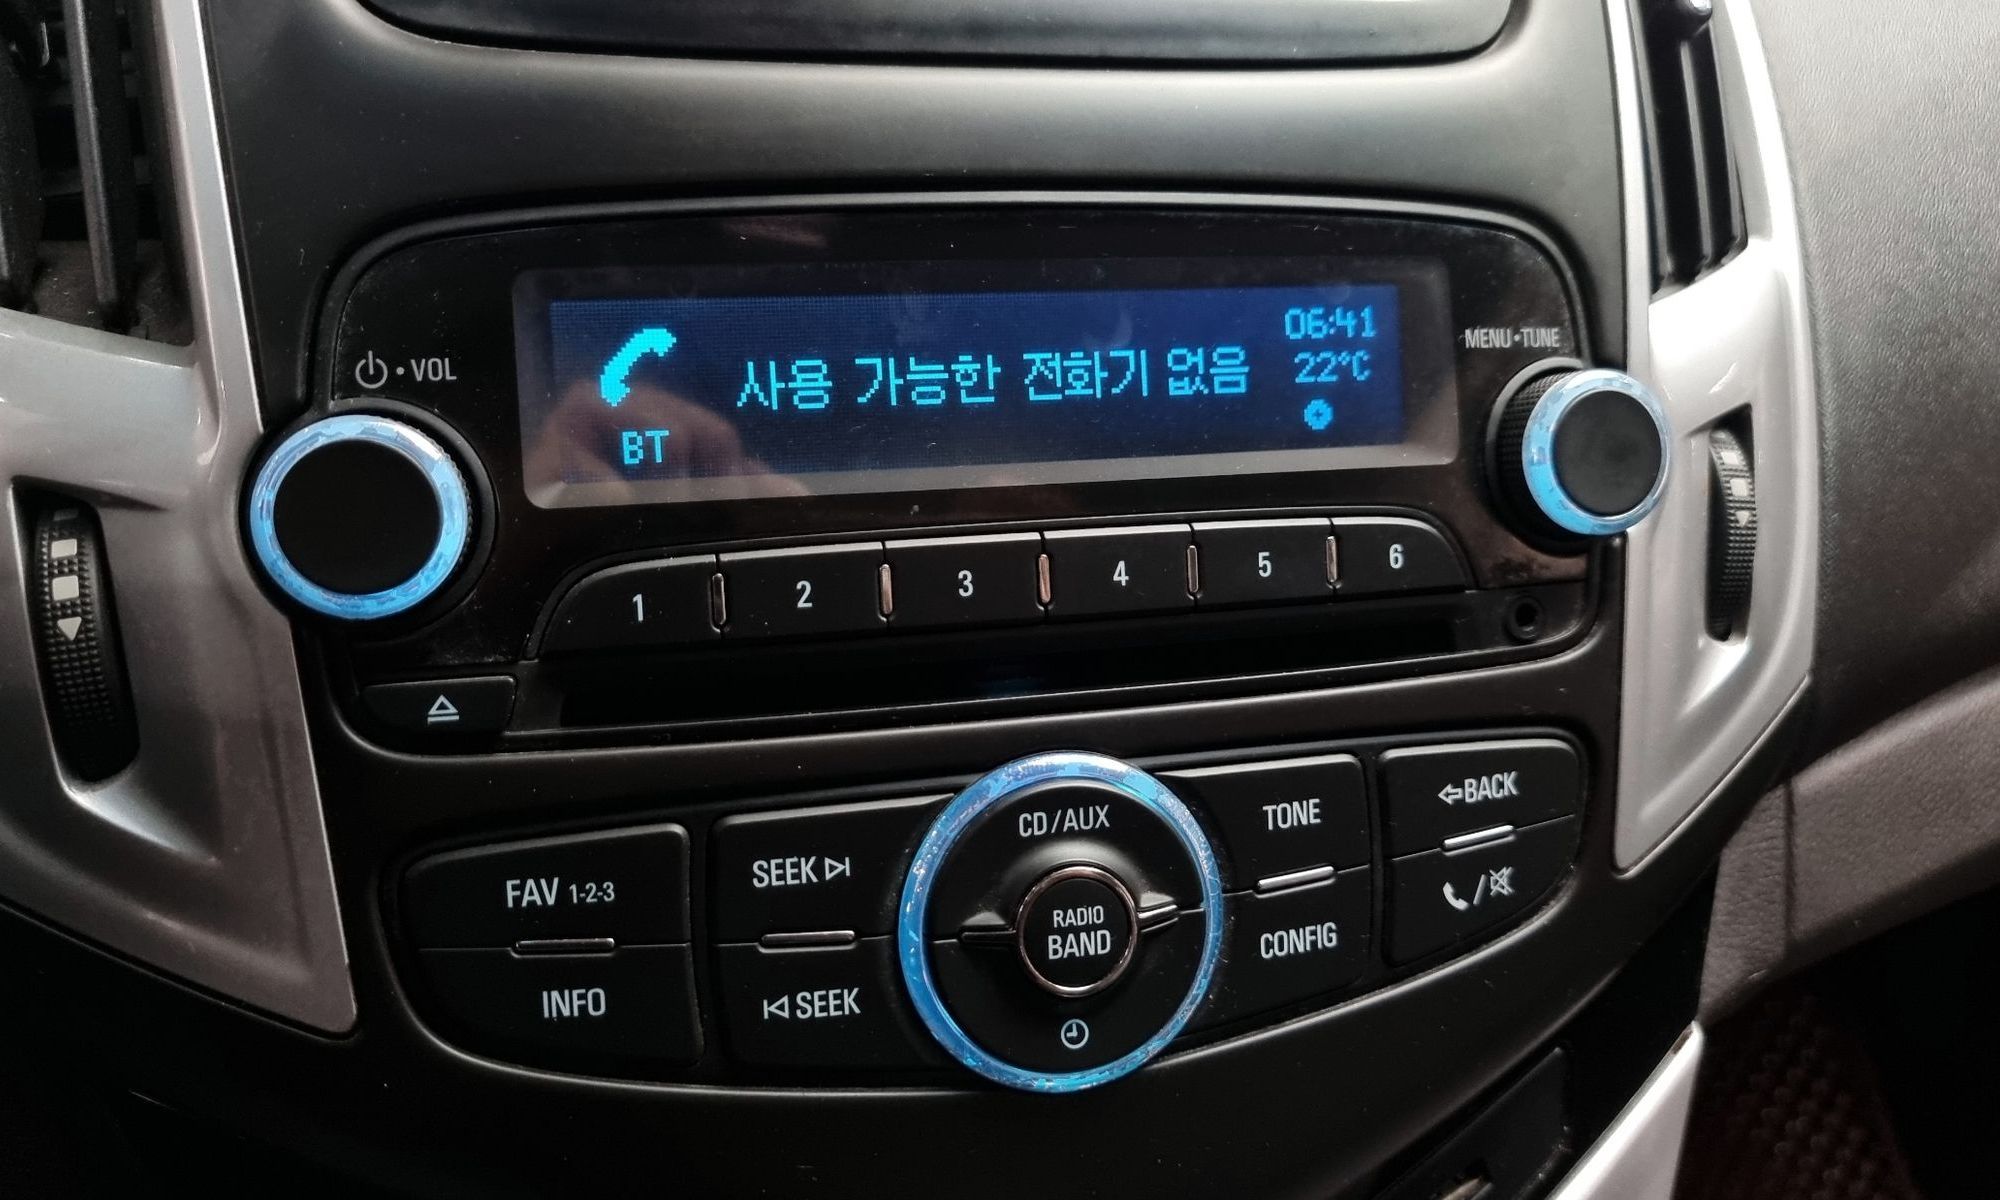 VOL
사용 가능한 전화기 없음
BT
06:41
22°C
MENU•TUNE
1 2 3 4 5 6
FAV 1-2-3
INFO
SEEK
SEEK
CD/AUX
RADIO
BAND
TONE
CONFIG
BACK